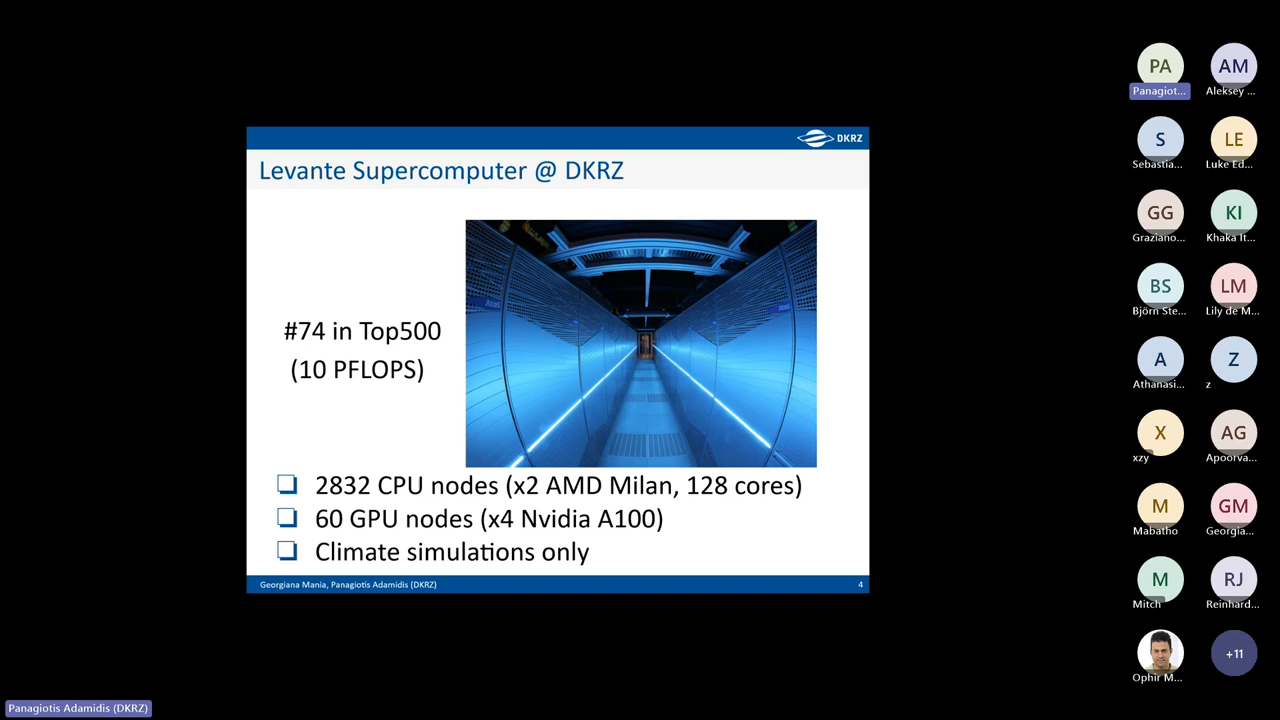 DKRZ
Levante Supercomputer @ DKRZ
#74 in Top500
(10 PFLOPS)
2832 CPU nodes (x2 AMD Milan, 128 cores)
60 GPU nodes (x4 Nvidia A100)
Climate simulations only
Georgiana Mania, Panagiotis Adamidis (DKRZ)
4
PA
Panagiot...
AM
Aleksey ...
S
Sebastia...
LE
Luke Ed...
GG
Graziano...
KI
Khaka It...
BS
Björn Ste...
LM
Lily de M...
A
Athanasi...
Z
z
X
xzy
AG
Apoorva...
M
Mabatho
GM
Georgia...
M
Mitch
RJ
Reinhard...
Ophir M...
+11
Panagiotis Adamidis (DKRZ)